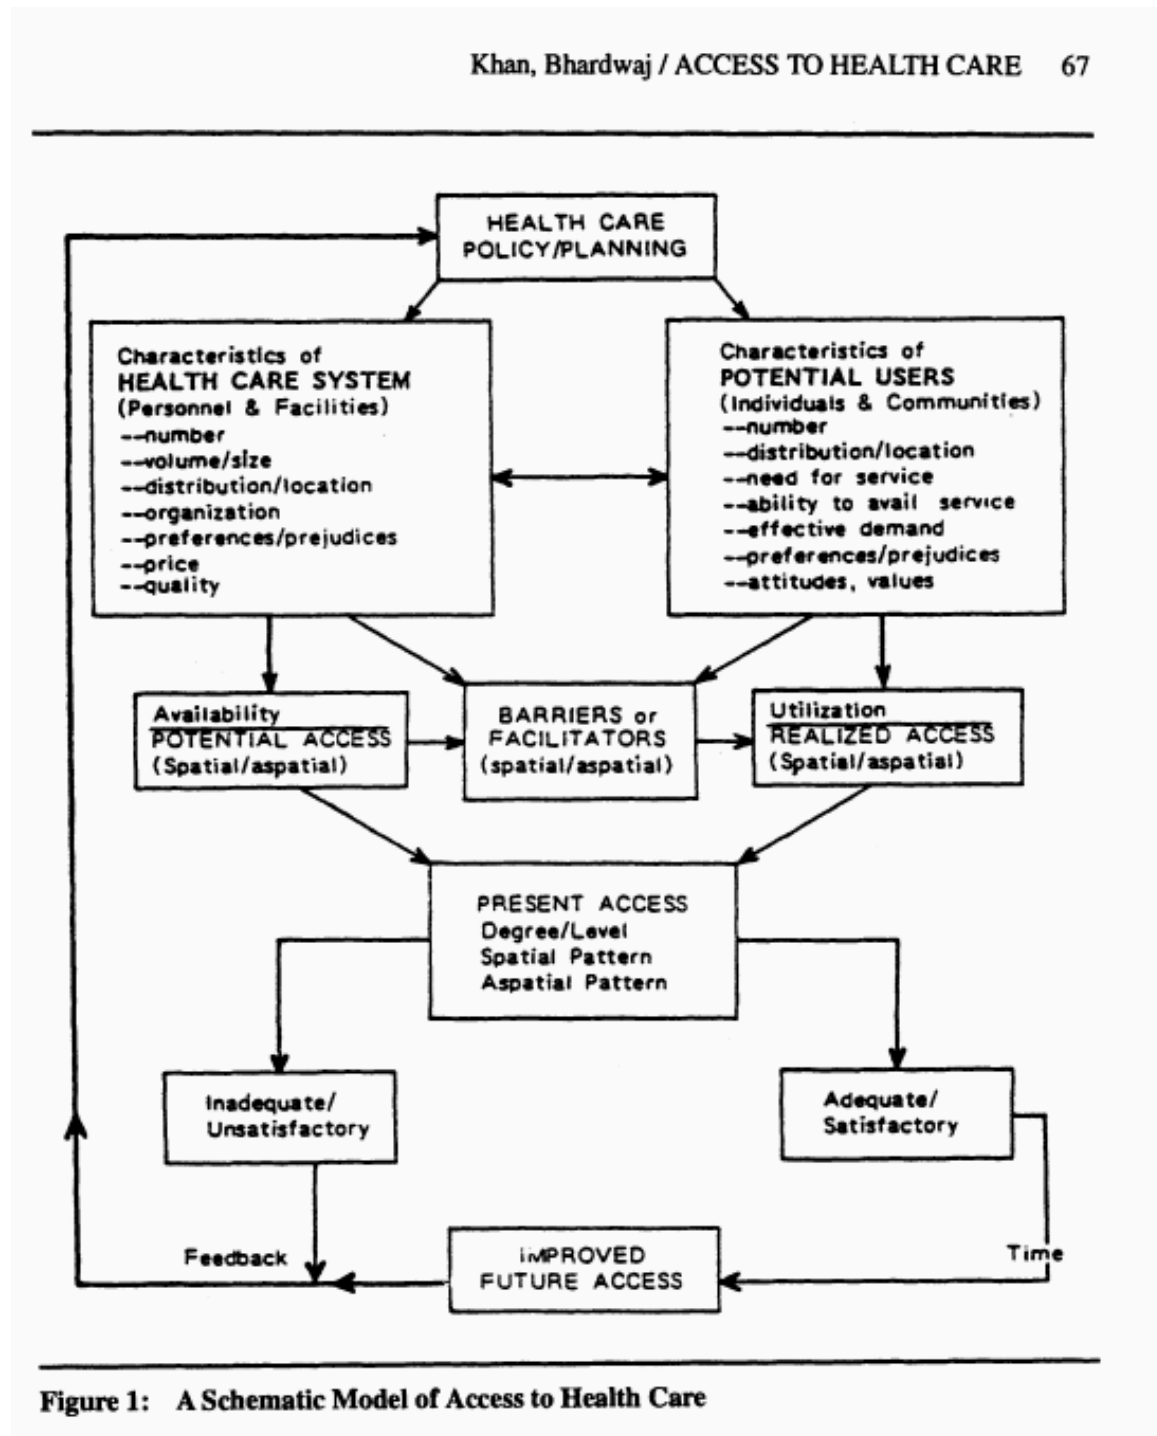 Khan, Bhardwaj / ACCESS TO HEALTH CARE 67
HEALTH CARE
POLICY/PLANNING
Characteristics of
HEALTH CARE SYSTEM
(Personnel & Facilities)
--number
--volume/size
--distribution/location
--organization
--preferences/prejudices
--price
--quality
Characteristics of
POTENTIAL USERS
(Individuals & Communities)
--number
--distribution/location
--need for service
--ability to avail service
--effective demand
--preferences/prejudices
--attitudes, values
Availability
POTENTIAL ACCESS
(Spatial/aspatial)
BARRIERS or
FACILITATORS
(spatial/aspatial)
Utilization
REALIZED ACCESS
(Spatial/aspatial)
PRESENT ACCESS
Degree/Level
Spatial Pattern
Aspatial Pattern
Inadequate/
Unsatisfactory
Adequate/
Satisfactory
Feedback
IMPROVED
FUTURE ACCESS
Time
Figure 1: A Schematic Model of Access to Health Care